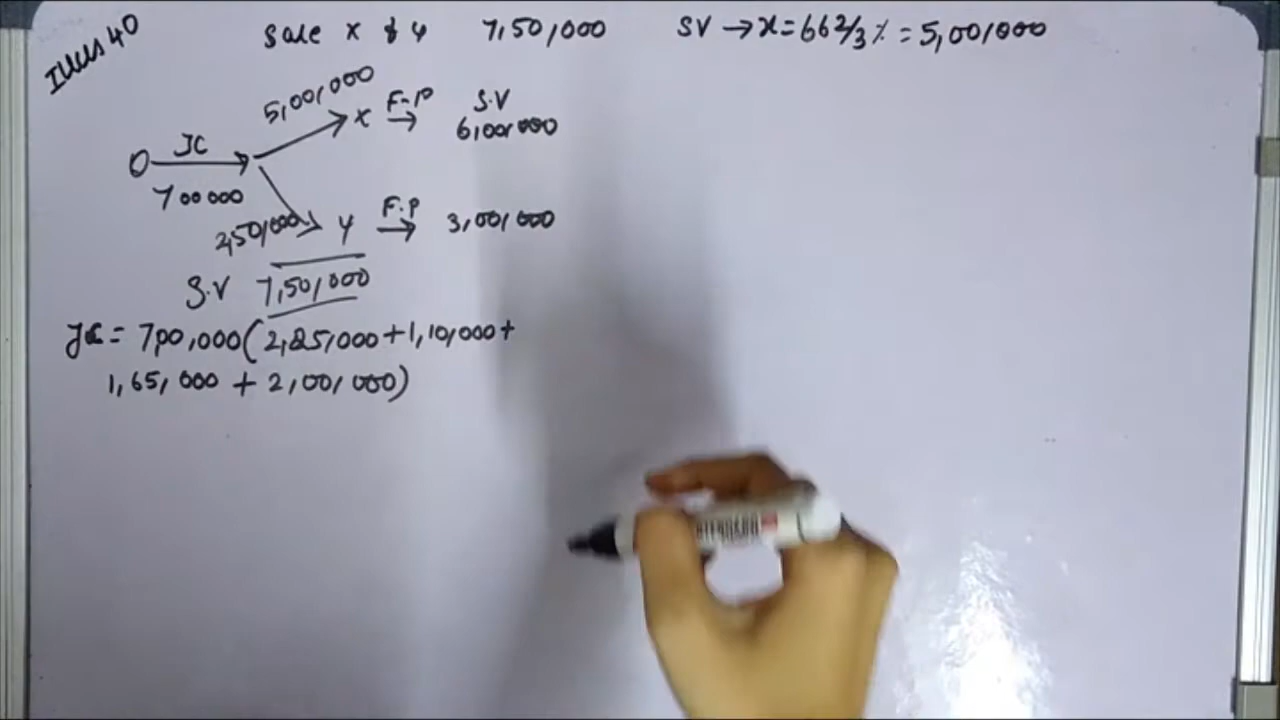 Illus 40
Sale X & Y 7,50,000 SV → X = 66 2/3 % = 5,00,000
5,00,000
JC
700000
X F.P → S.V
6,00,000
2,50,000 Y F.P → 3,00,000
S.V 7,50,000
JC = 700,000 (2,25,000 + 1,10,000 +
1,65,000 + 2,00,000)